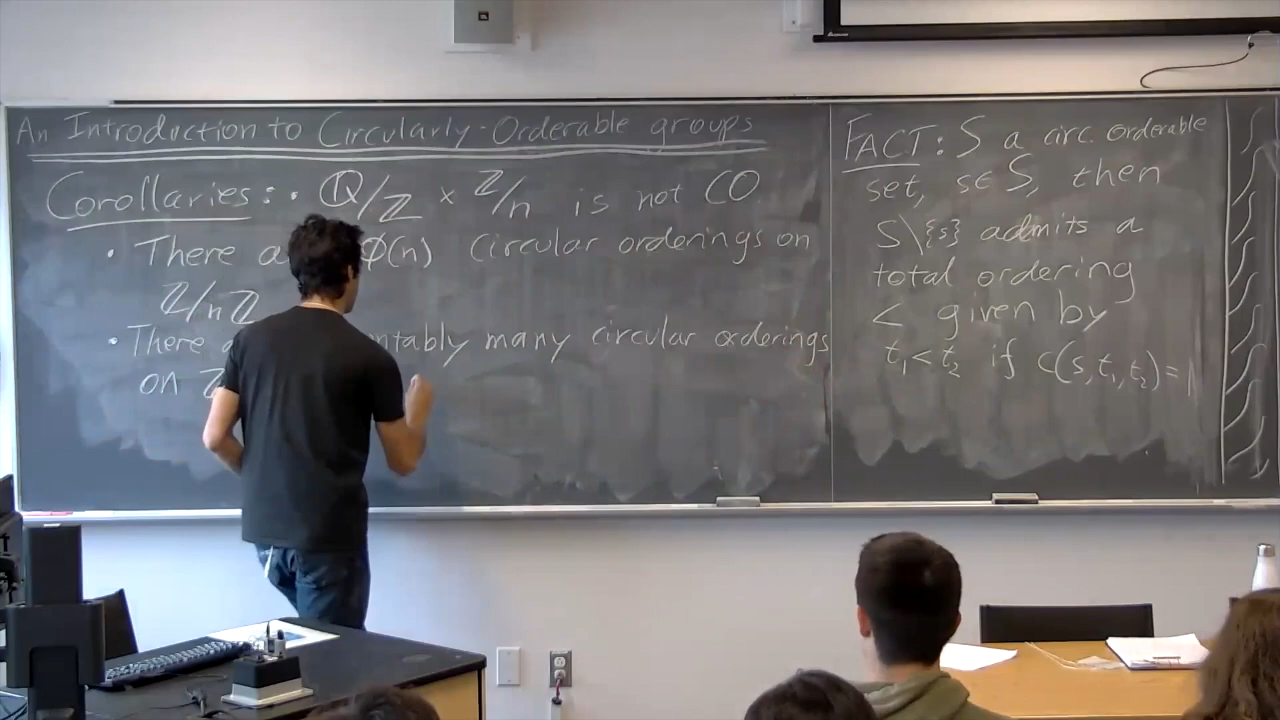 An Introduction to Circularly-Orderable groups
Corollaries: • ℚ/ℤ × ℤ/n is not CO.
• There a ϕ(n) circular orderings on
ℤ/nℤ
• There ntably many circular orderings
on ℤ
FACT: S a circ. orderable
set, s∈S, then
S\{s} admits a
total ordering
< given by
t₁<t₂ if c(s,t₁,t₂)=1